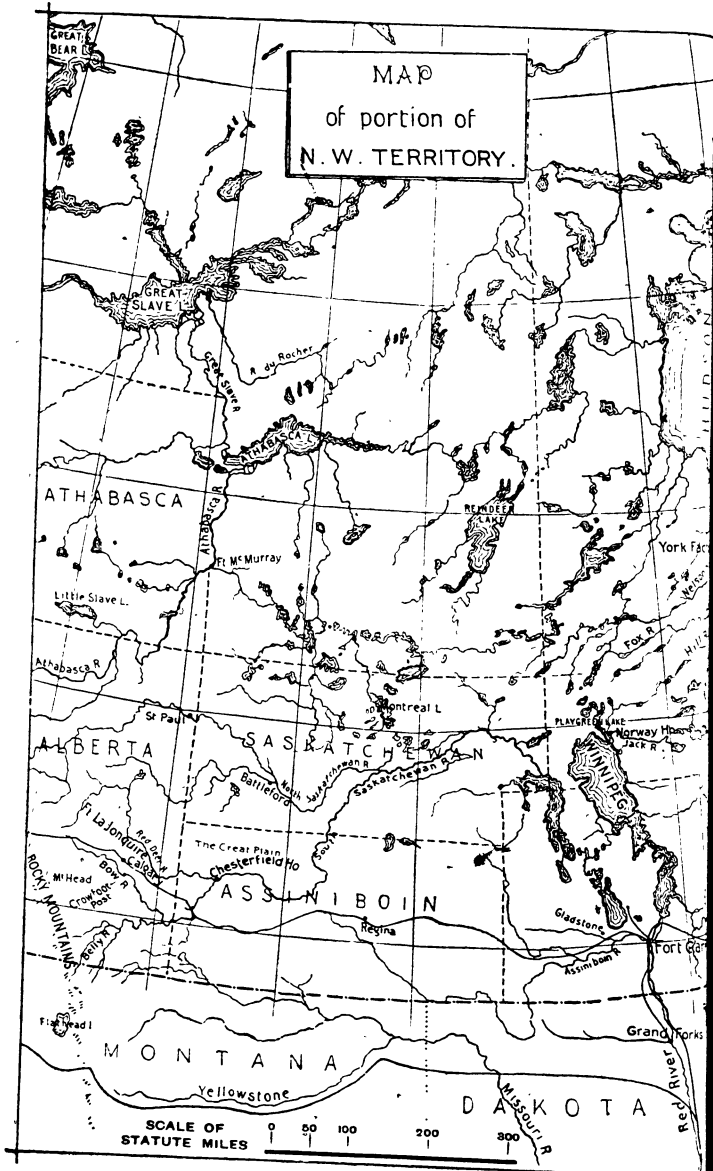 GREAT
BEAR L
MAP
of portion of
N. W. TERRITORY.
GREAT
SLAVE L
Great Slave R
R du Rocher
ATHABASCA L
ATHABASCA
Athabasca R
REINDEER
LAKE
York Fac
Nelson
Ft McMurray
Little Slave L.
Fox R
Hill R
Athabasca R
Montreal L
St Paul
PLAYGREEN LAKE
Norway Ho
Jack R
ALBERTA
SASKATCHEWAN
WINNIPEG
Battleford
North Saskatchewan R
Saskatchewan R
South
Ft La Jonquire
Red Deer R
The Great Plain
Calgary
Chesterfield Ho
ROCKY MOUNTAINS
Mt Head
Bow R
Crowfoot
Post
ASSINIBOIN
Regina
Gladstone
Belly R
Fort Gar
Assiniboin R
Flathead l
Grand Forks
MONTANA
Yellowstone
DAKOTA
Missouri R
Red River
SCALE OF
STATUTE MILES
0 50 100 200 300